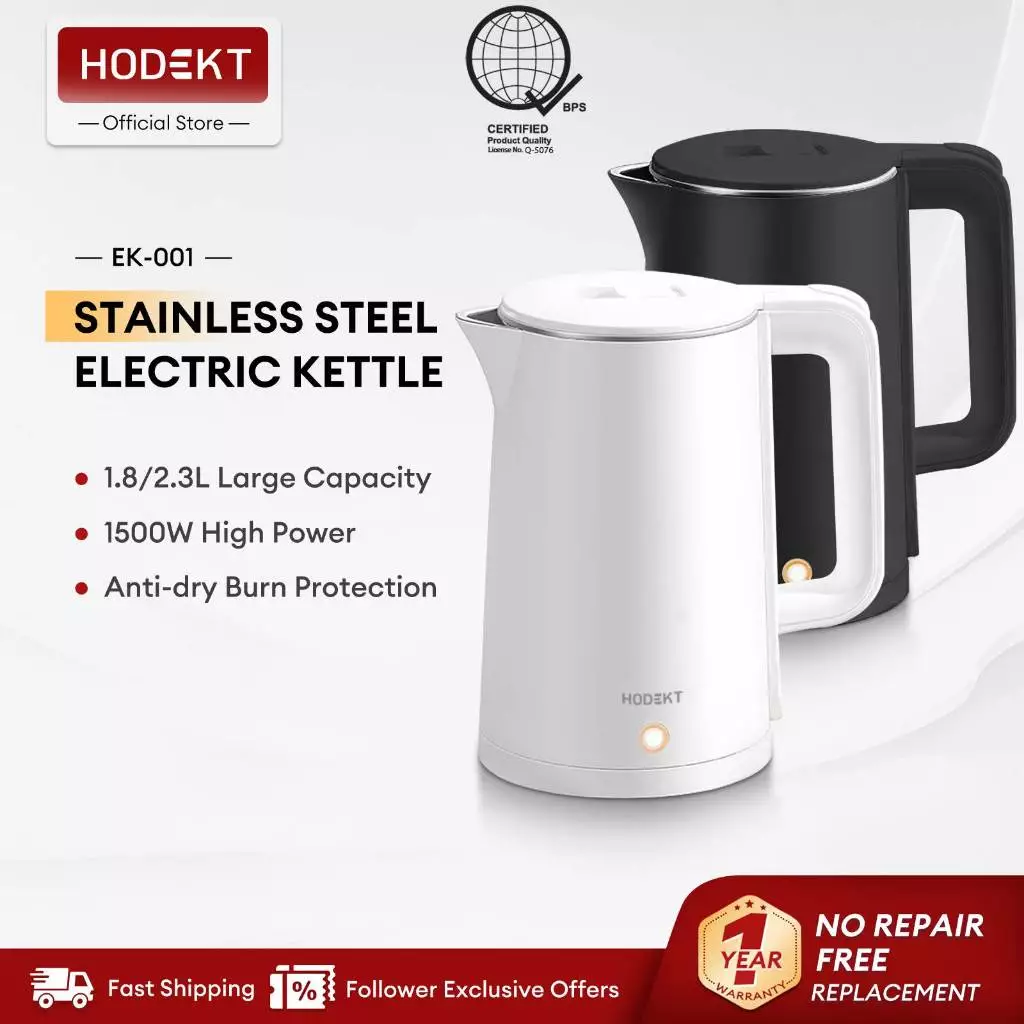 HODEKT
Official Store
BPS
CERTIFIED
Product Quality
License No. Q-5076
EK-001
STAINLESS STEEL
ELECTRIC KETTLE
1.8/2.3L Large Capacity
1500W High Power
Anti-dry Burn Protection
HODEKT
1
YEAR
WARRANTY
NO REPAIR
FREE
REPLACEMENT
Fast Shipping
%
Follower Exclusive Offers